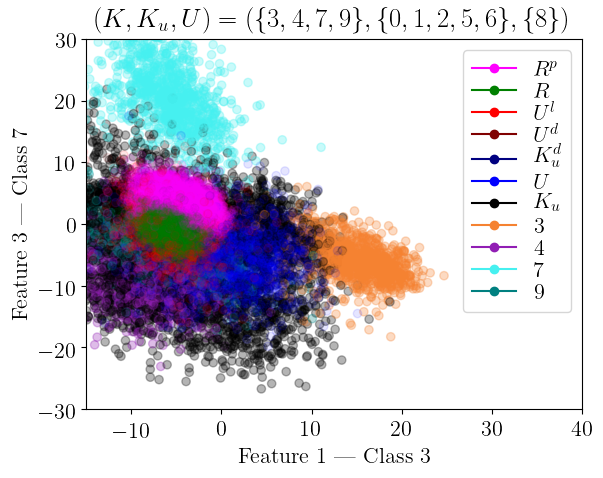 (K, K_u, U) = ({3, 4, 7, 9}, {0, 1, 2, 5, 6}, {8})
30
20
10
0
−10
−20
−30
Feature 3 — Class 7
−10
0
10
20
30
40
Feature 1 — Class 3
R^p
R
U^l
U^d
K_u^d
U
K_u
3
4
7
9